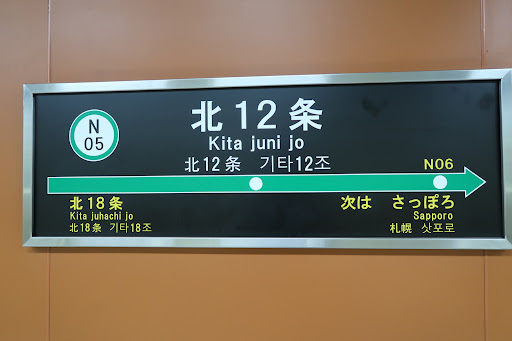 N
05
北12条
Kita juni jo
北12条 기타12조
N06
北18条
Kita juhachi jo
北18条 기타18조
次は さっぽろ
Sapporo
札幌 삿포로